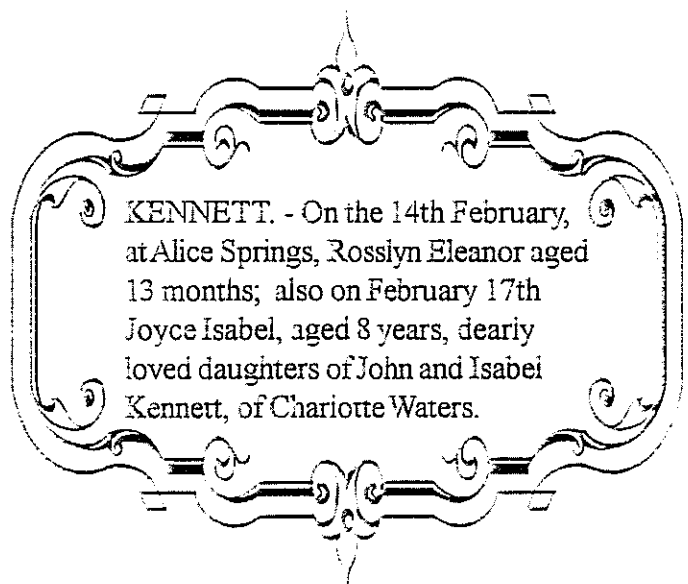 KENNETT. - On the 14th February,
at Alice Springs, Rosslyn Eleanor aged
13 months; also on February 17th
Joyce Isabel, aged 8 years, dearly
loved daughters of John and Isabel
Kennett, of Charlotte Waters.